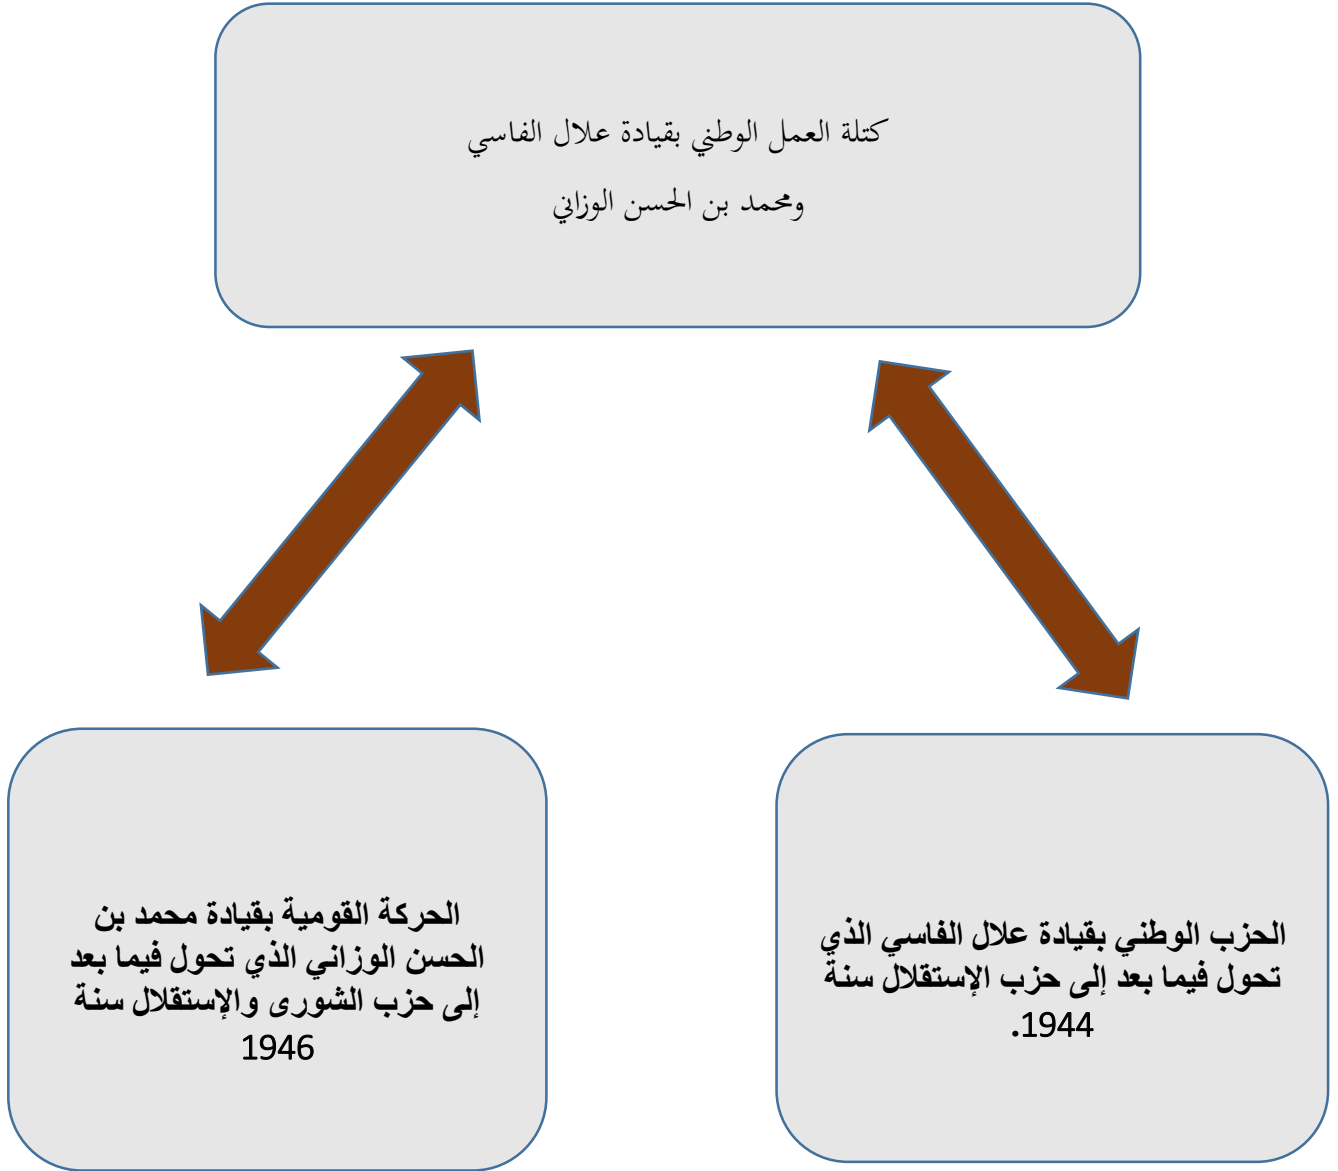 كتلة العمل الوطني بقيادة علال الفاسي
ومحمد بن الحسن الوزاني
الحزب الوطني بقيادة علال الفاسي الذي
تحول فيما بعد إلى حزب الإستقلال سنة
1944.
الحركة القومية بقيادة محمد بن
الحسن الوزاني الذي تحول فيما بعد
إلى حزب الشورى والإستقلال سنة
1946